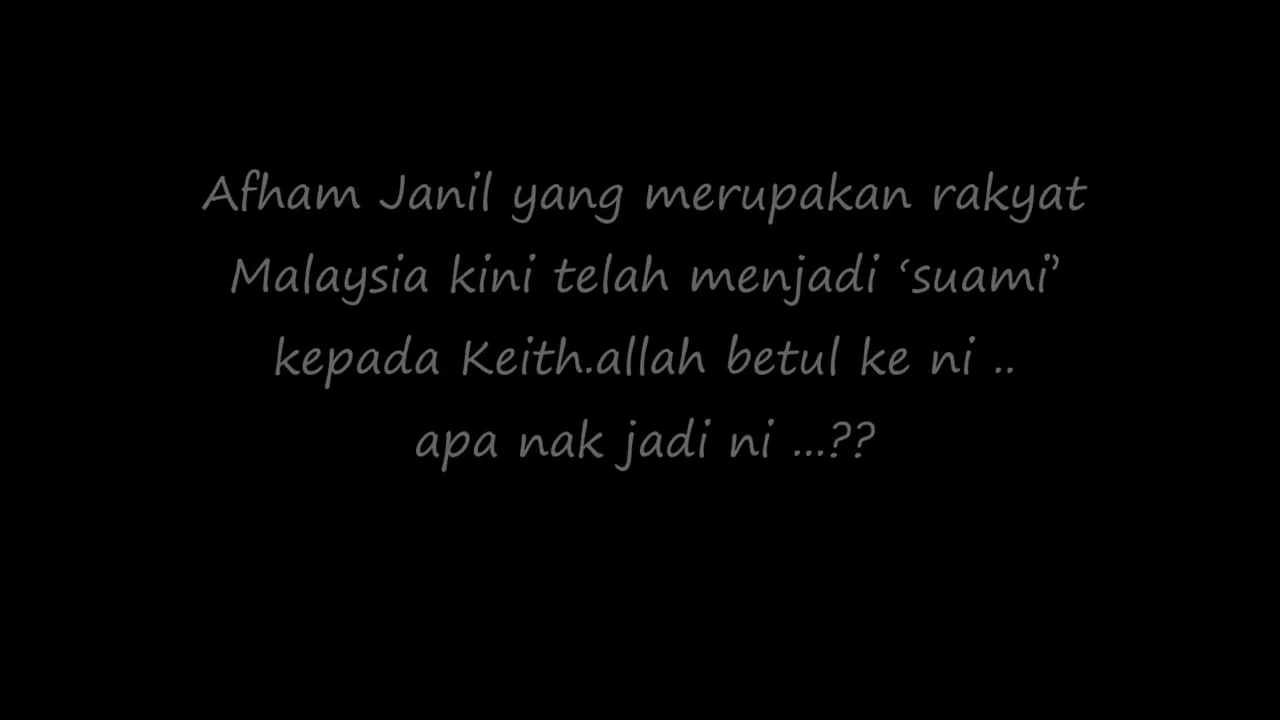 Afham Janil yang merupakan rakyat
Malaysia kini telah menjadi ‘suami’
kepada Keith.allah betul ke ni ..
apa nak jadi ni ...??